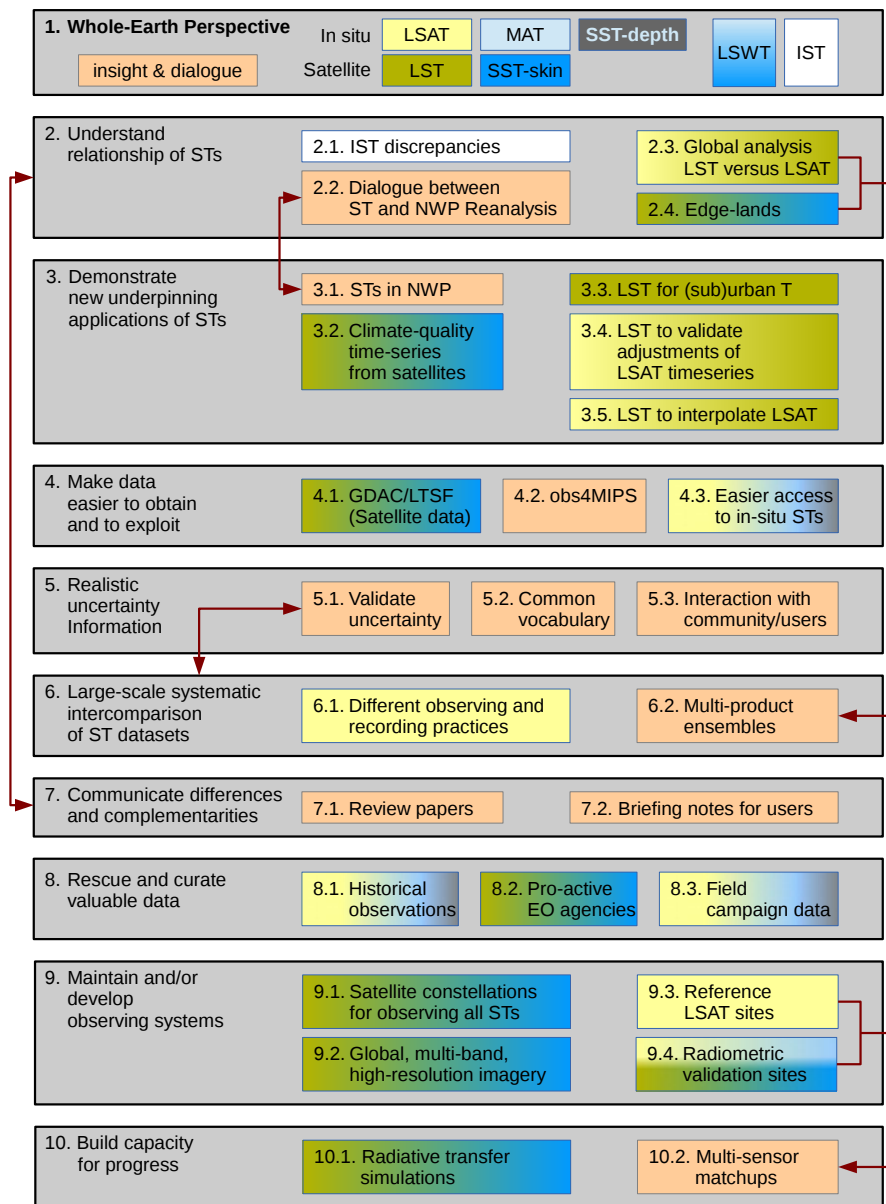 1. Whole-Earth Perspective
In situ LSAT MAT SST-depth
insight & dialogue
Satellite LST SST-skin
LSWT IST
2. Understand
relationship of STs
2.1. IST discrepancies
2.2. Dialogue between
ST and NWP Reanalysis
2.3. Global analysis
LST versus LSAT
2.4. Edge-lands
3. Demonstrate
new underpinning
applications of STs
3.1. STs in NWP
3.2. Climate-quality
time-series
from satellites
3.3. LST for (sub)urban T
3.4. LST to validate
adjustments of
LSAT timeseries
3.5. LST to interpolate LSAT
4. Make data
easier to obtain
and to exploit
4.1. GDAC/LTSF
(Satellite data)
4.2. obs4MIPS
4.3. Easier access
to in-situ STs
5. Realistic
uncertainty
Information
5.1. Validate
uncertainty
5.2. Common
vocabulary
5.3. Interaction with
community/users
6. Large-scale systematic
intercomparison
of ST datasets
6.1. Different observing and
recording practices
6.2. Multi-product
ensembles
7. Communicate differences
and complementarities
7.1. Review papers
7.2. Briefing notes for users
8. Rescue and curate
valuable data
8.1. Historical
observations
8.2. Pro-active
EO agencies
8.3. Field
campaign data
9. Maintain and/or
develop
observing systems
9.1. Satellite constellations
for observing all STs
9.2. Global, multi-band,
high-resolution imagery
9.3. Reference
LSAT sites
9.4. Radiometric
validation sites
10. Build capacity
for progress
10.1. Radiative transfer
simulations
10.2. Multi-sensor
matchups